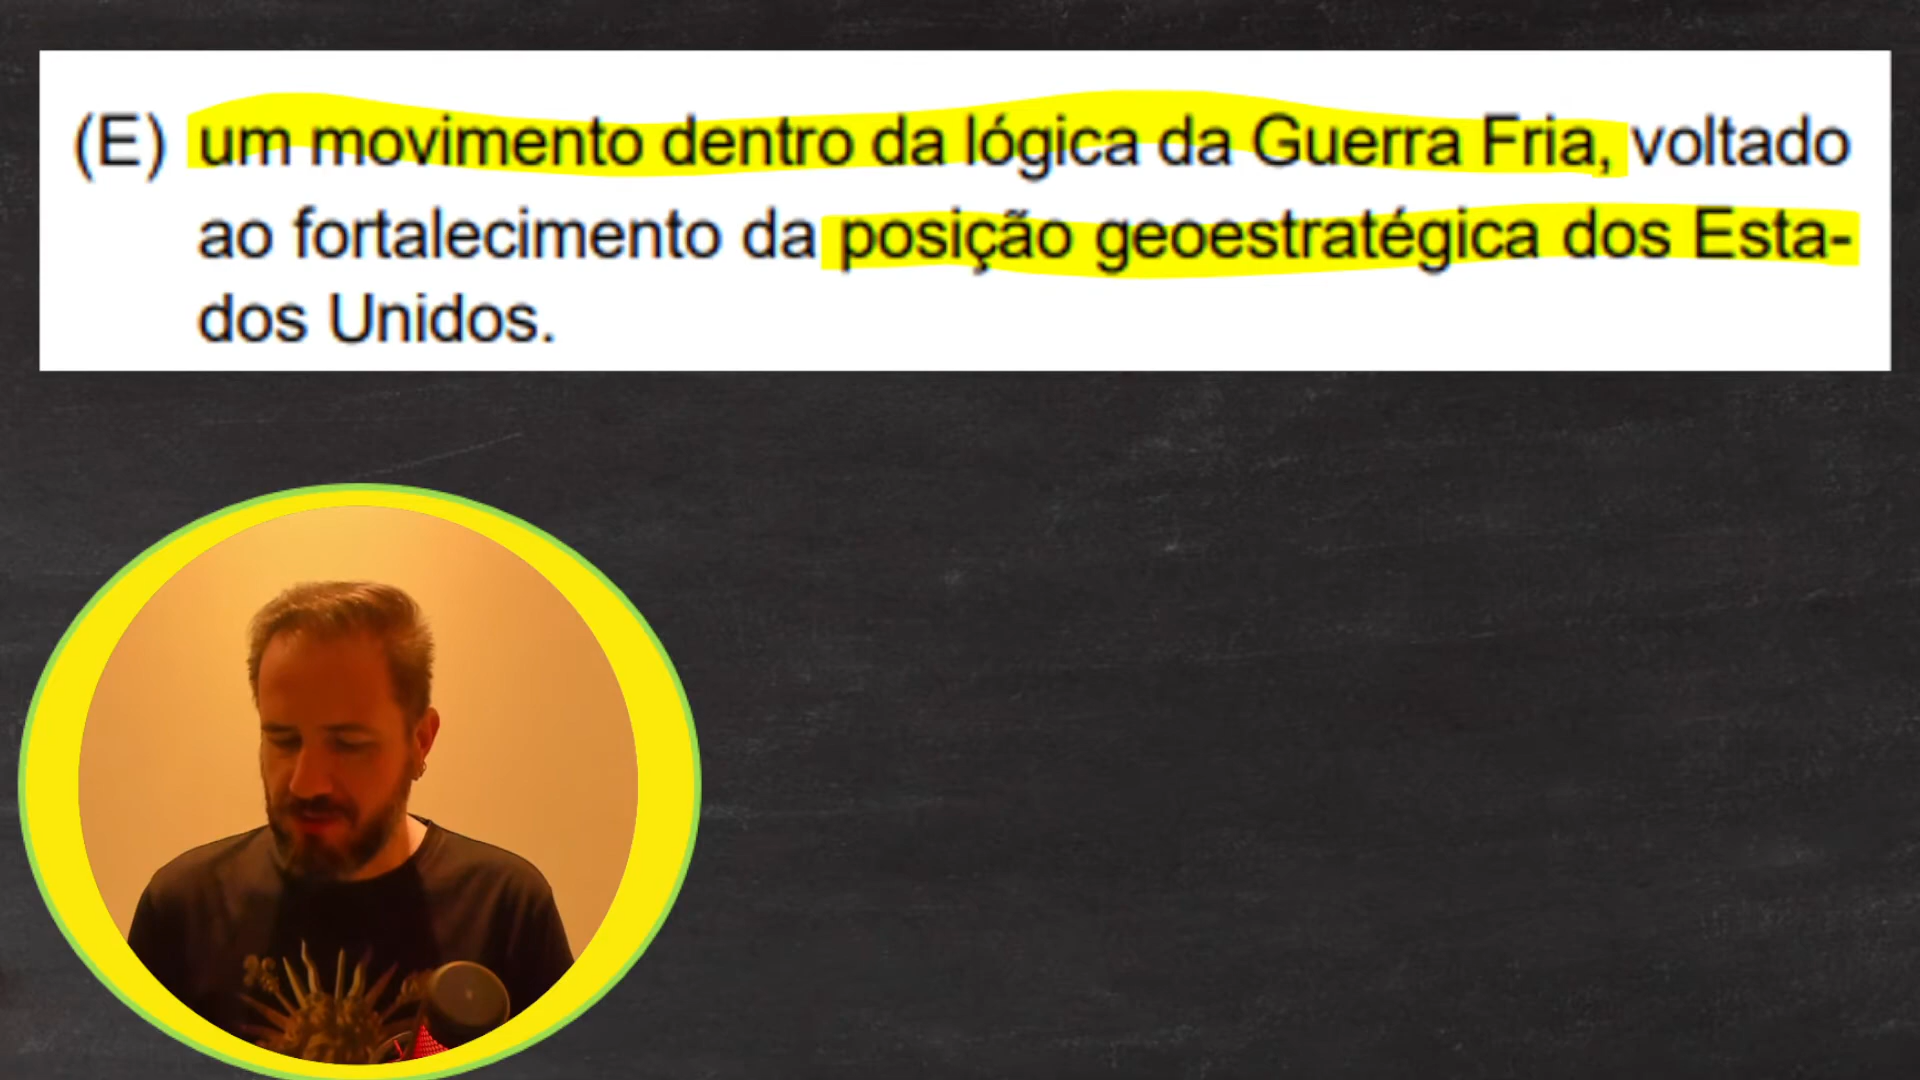 (E) um movimento dentro da lógica da Guerra Fria, voltado
ao fortalecimento da posição geoestratégica dos Esta-
dos Unidos.